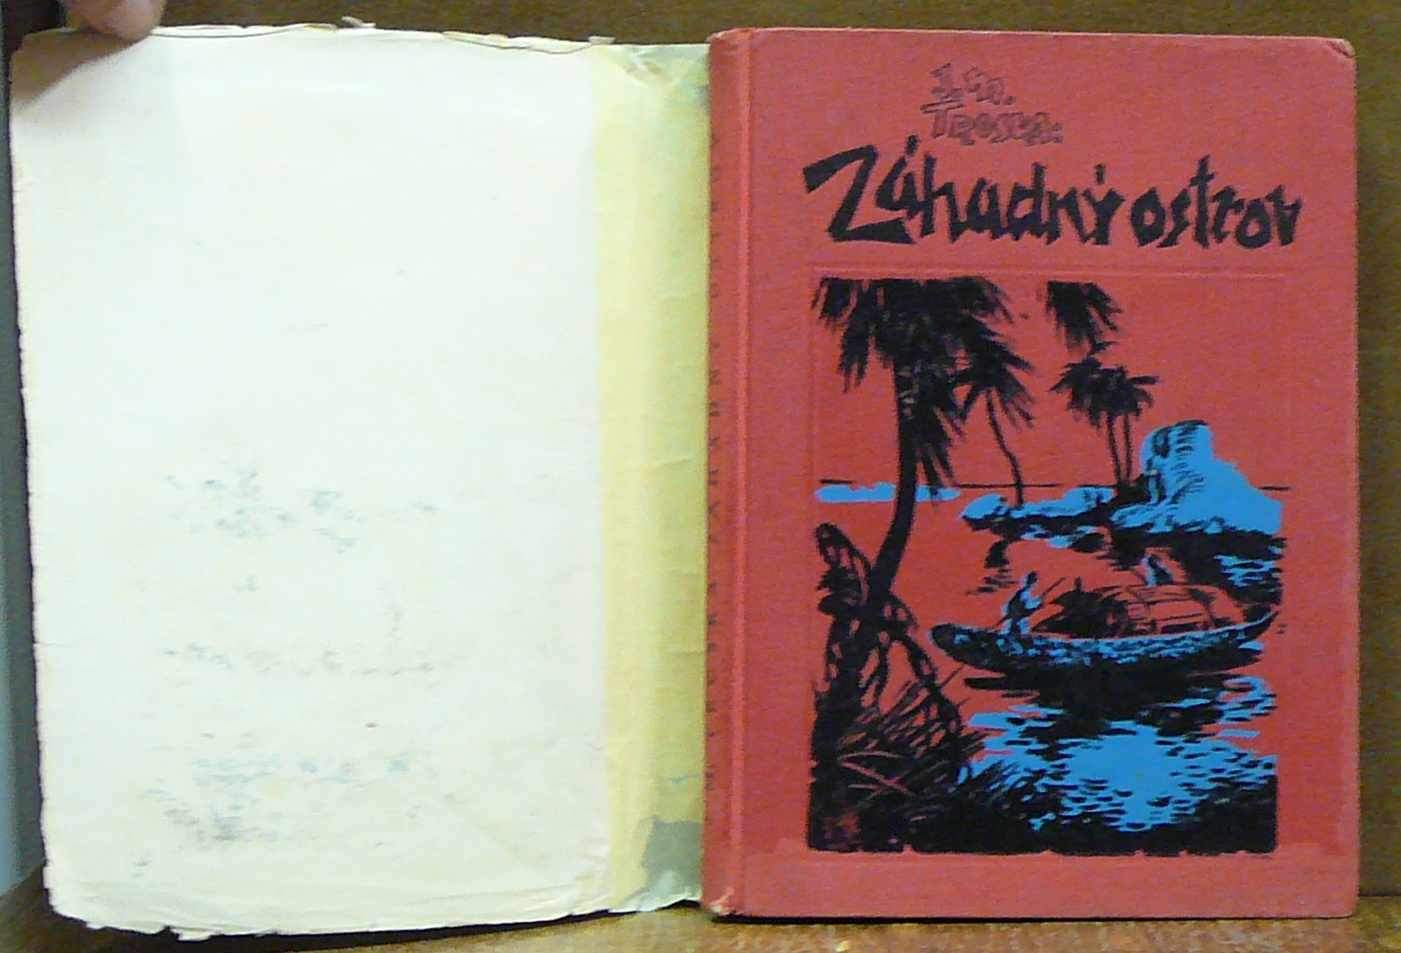 J. M.
Troska:
Záhadný ostrov